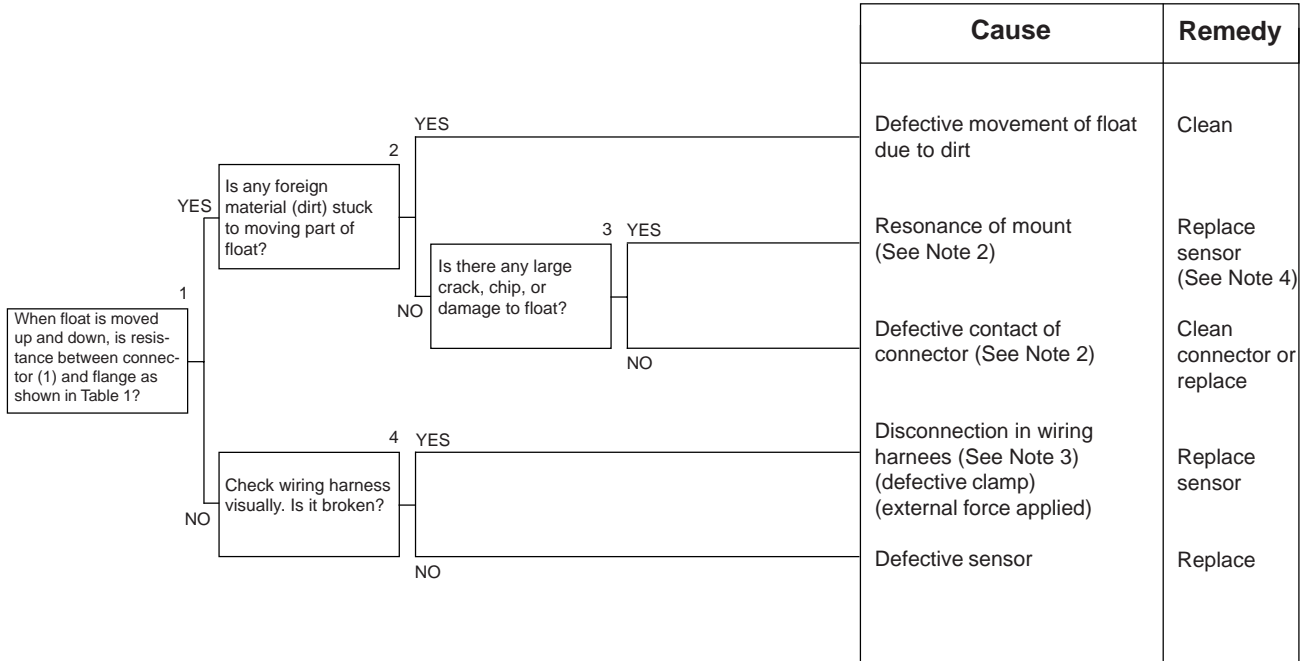 Cause
Remedy
YES
Defective movement of float
due to dirt
Clean
2
Is any foreign
material (dirt) stuck
to moving part of
float?
YES
3
YES
Resonance of mount
(See Note 2)
Replace
sensor
(See Note 4)
Is there any large
crack, chip, or
damage to float?
NO
1
When float is moved
up and down, is resis-
tance between connec-
tor (1) and flange as
shown in Table 1?
NO
Defective contact of
connector (See Note 2)
Clean
connector or
replace
4
YES
Check wiring harness
visually. Is it broken?
NO
Disconnection in wiring
harnees (See Note 3)
(defective clamp)
(external force applied)
Replace
sensor
NO
Defective sensor
Replace